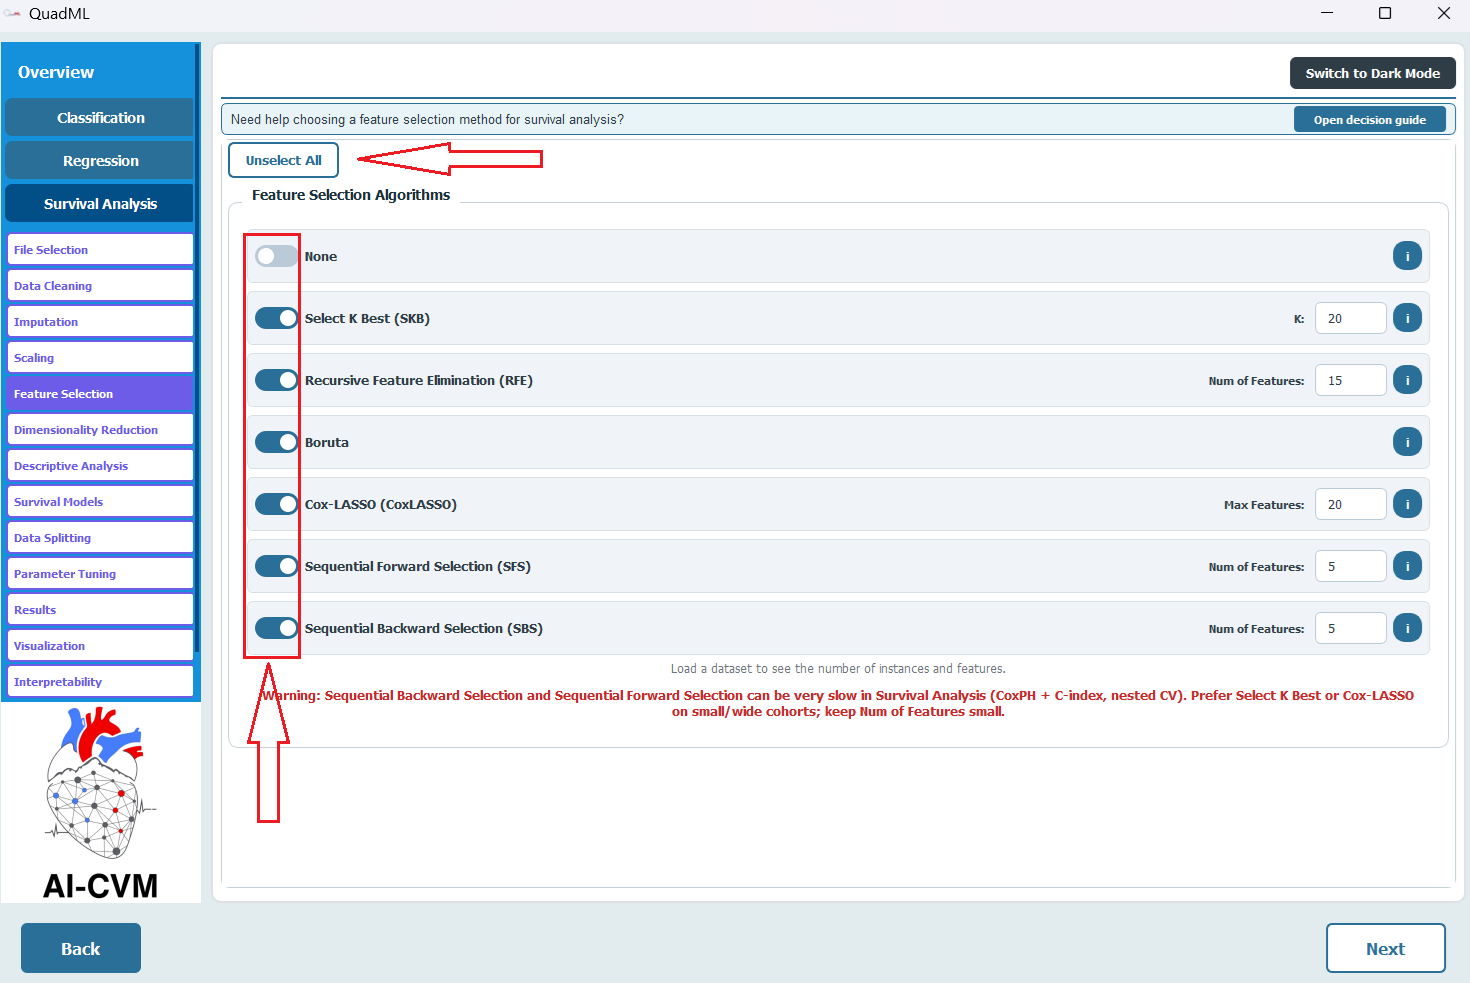 QuadML
Overview
Classification
Regression
Survival Analysis
File Selection
Data Cleaning
Imputation
Scaling
Feature Selection
Dimensionality Reduction
Descriptive Analysis
Survival Models
Data Splitting
Parameter Tuning
Results
Visualization
Interpretability
AI-CVM
Back
Switch to Dark Mode
Need help choosing a feature selection method for survival analysis?
Open decision guide
Unselect All
Feature Selection Algorithms
None
i
Select K Best (SKB)
K: 20 i
Recursive Feature Elimination (RFE)
Num of Features: 15 i
Boruta
i
Cox-LASSO (CoxLASSO)
Max Features: 20 i
Sequential Forward Selection (SFS)
Num of Features: 5 i
Sequential Backward Selection (SBS)
Num of Features: 5 i
Load a dataset to see the number of instances and features.
Warning: Sequential Backward Selection and Sequential Forward Selection can be very slow in Survival Analysis (CoxPH + C-index, nested CV). Prefer Select K Best or Cox-LASSO
on small/wide cohorts; keep Num of Features small.
Next